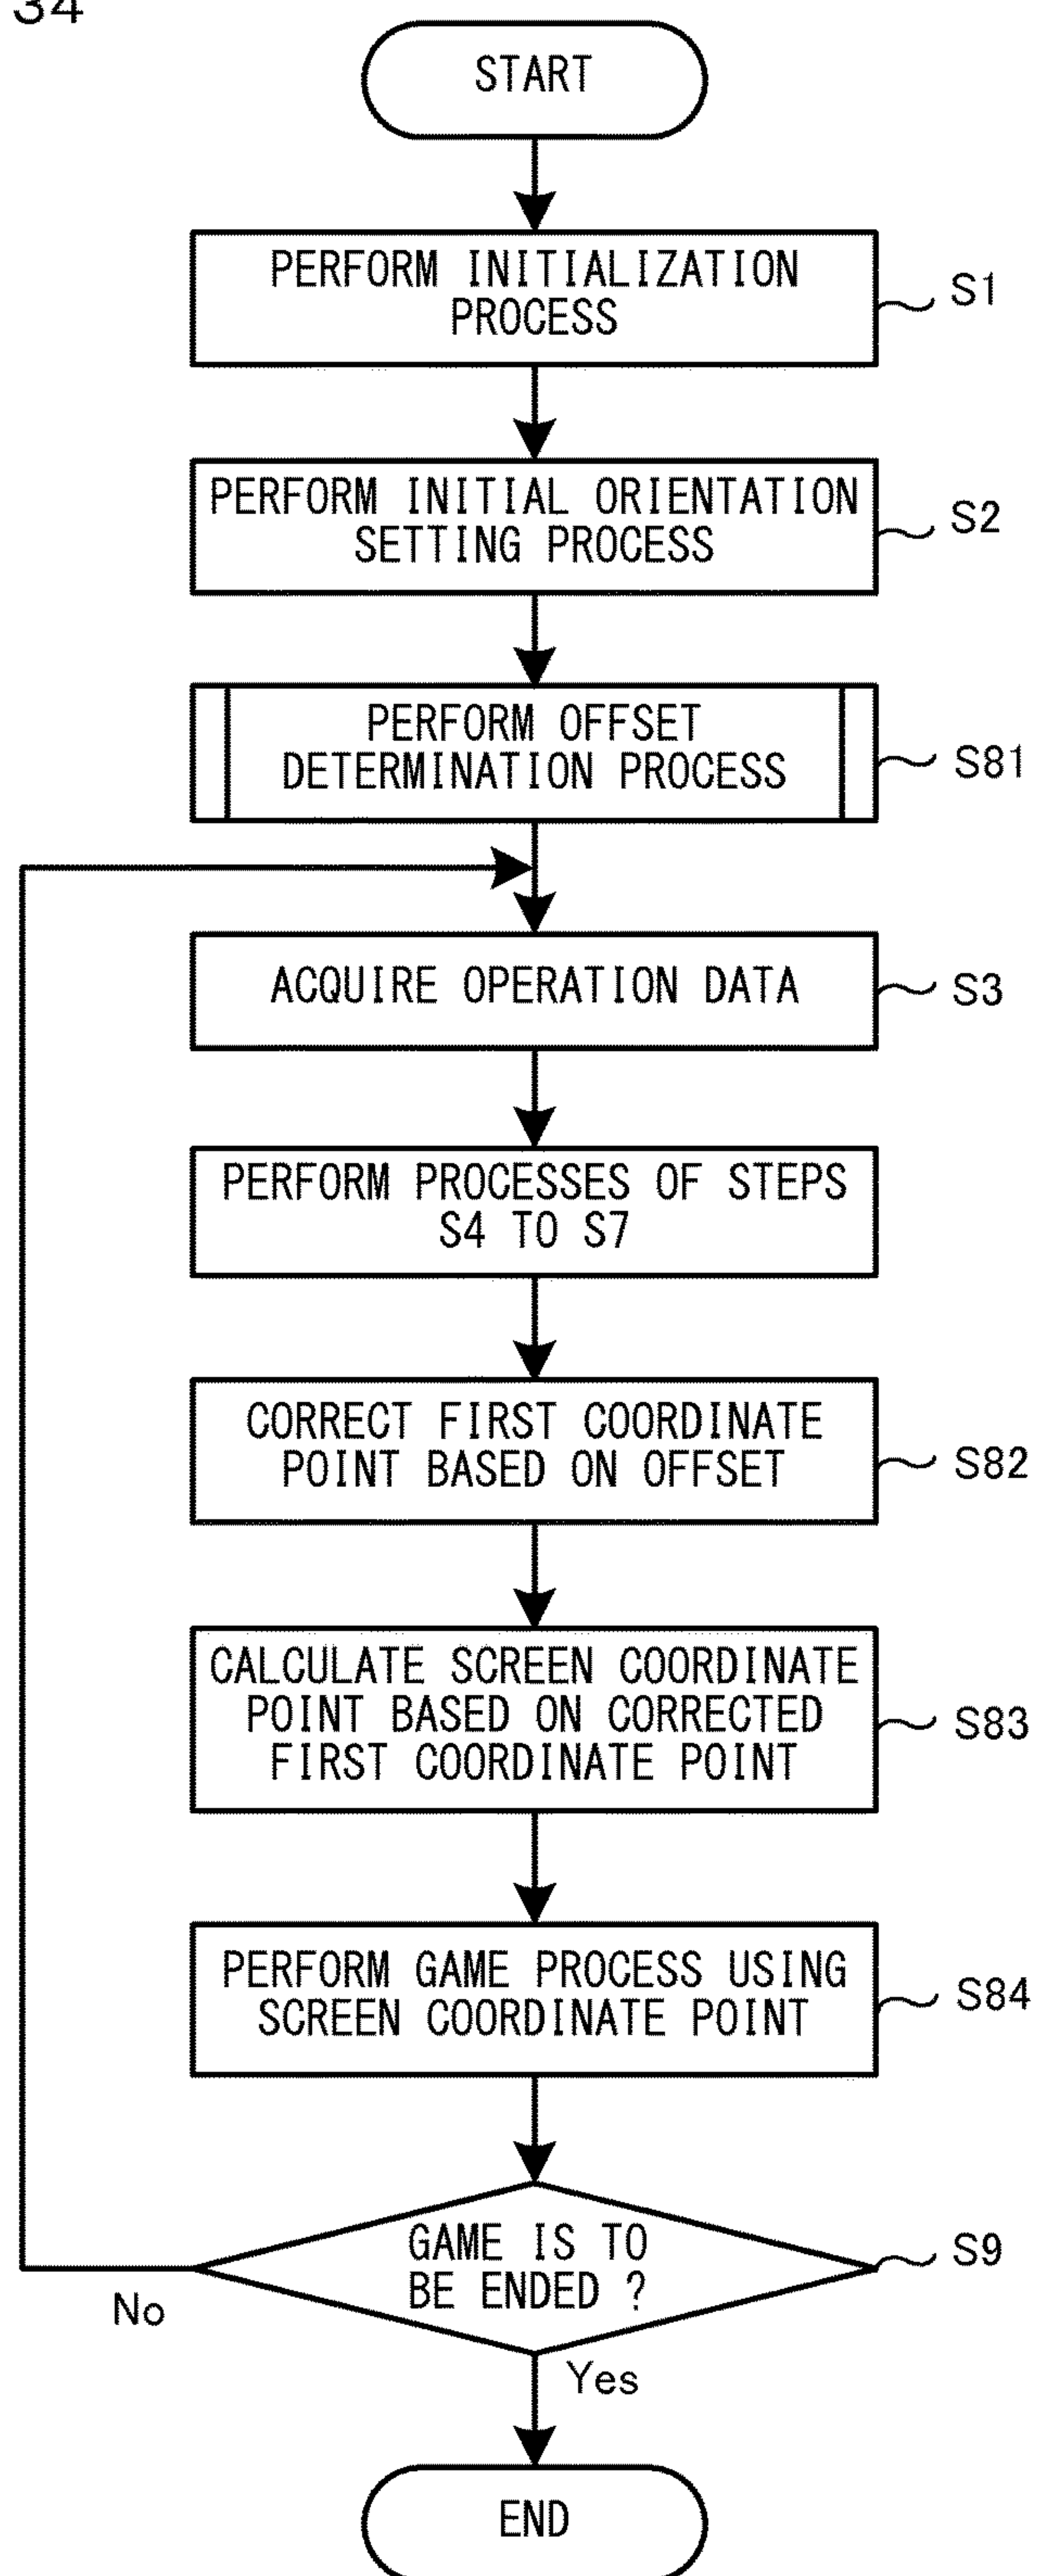 34
START
PERFORM INITIALIZATION
PROCESS
S1
PERFORM INITIAL ORIENTATION
SETTING PROCESS
S2
PERFORM OFFSET
DETERMINATION PROCESS
S81
ACQUIRE OPERATION DATA
S3
PERFORM PROCESSES OF STEPS
S4 TO S7
CORRECT FIRST COORDINATE
POINT BASED ON OFFSET
S82
CALCULATE SCREEN COORDINATE
POINT BASED ON CORRECTED
FIRST COORDINATE POINT
S83
PERFORM GAME PROCESS USING
SCREEN COORDINATE POINT
S84
GAME IS TO
BE ENDED ?
S9
No
Yes
END